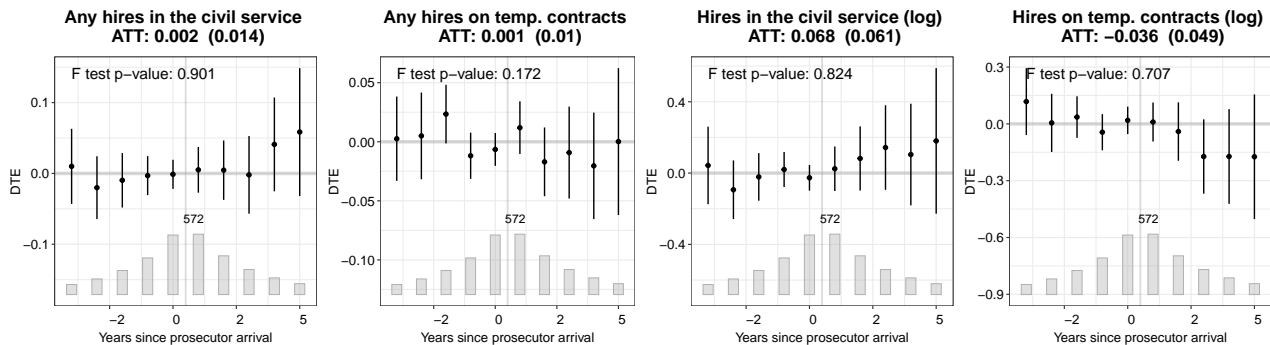 Any hires in the civil service
ATT: 0.002 (0.014)
F test p−value: 0.901
DTE
0.1
0.0
−0.1
572
−2
0
2
5
Years since prosecutor arrival
Any hires on temp. contracts
ATT: 0.001 (0.01)
F test p−value: 0.172
DTE
0.05
0.00
−0.05
−0.10
572
−2
0
2
5
Years since prosecutor arrival
Hires in the civil service (log)
ATT: 0.068 (0.061)
F test p−value: 0.824
DTE
0.4
0.0
−0.4
572
−2
0
2
5
Years since prosecutor arrival
Hires on temp. contracts (log)
ATT: −0.036 (0.049)
F test p−value: 0.707
DTE
0.3
0.0
−0.3
−0.6
−0.9
572
−2
0
2
5
Years since prosecutor arrival